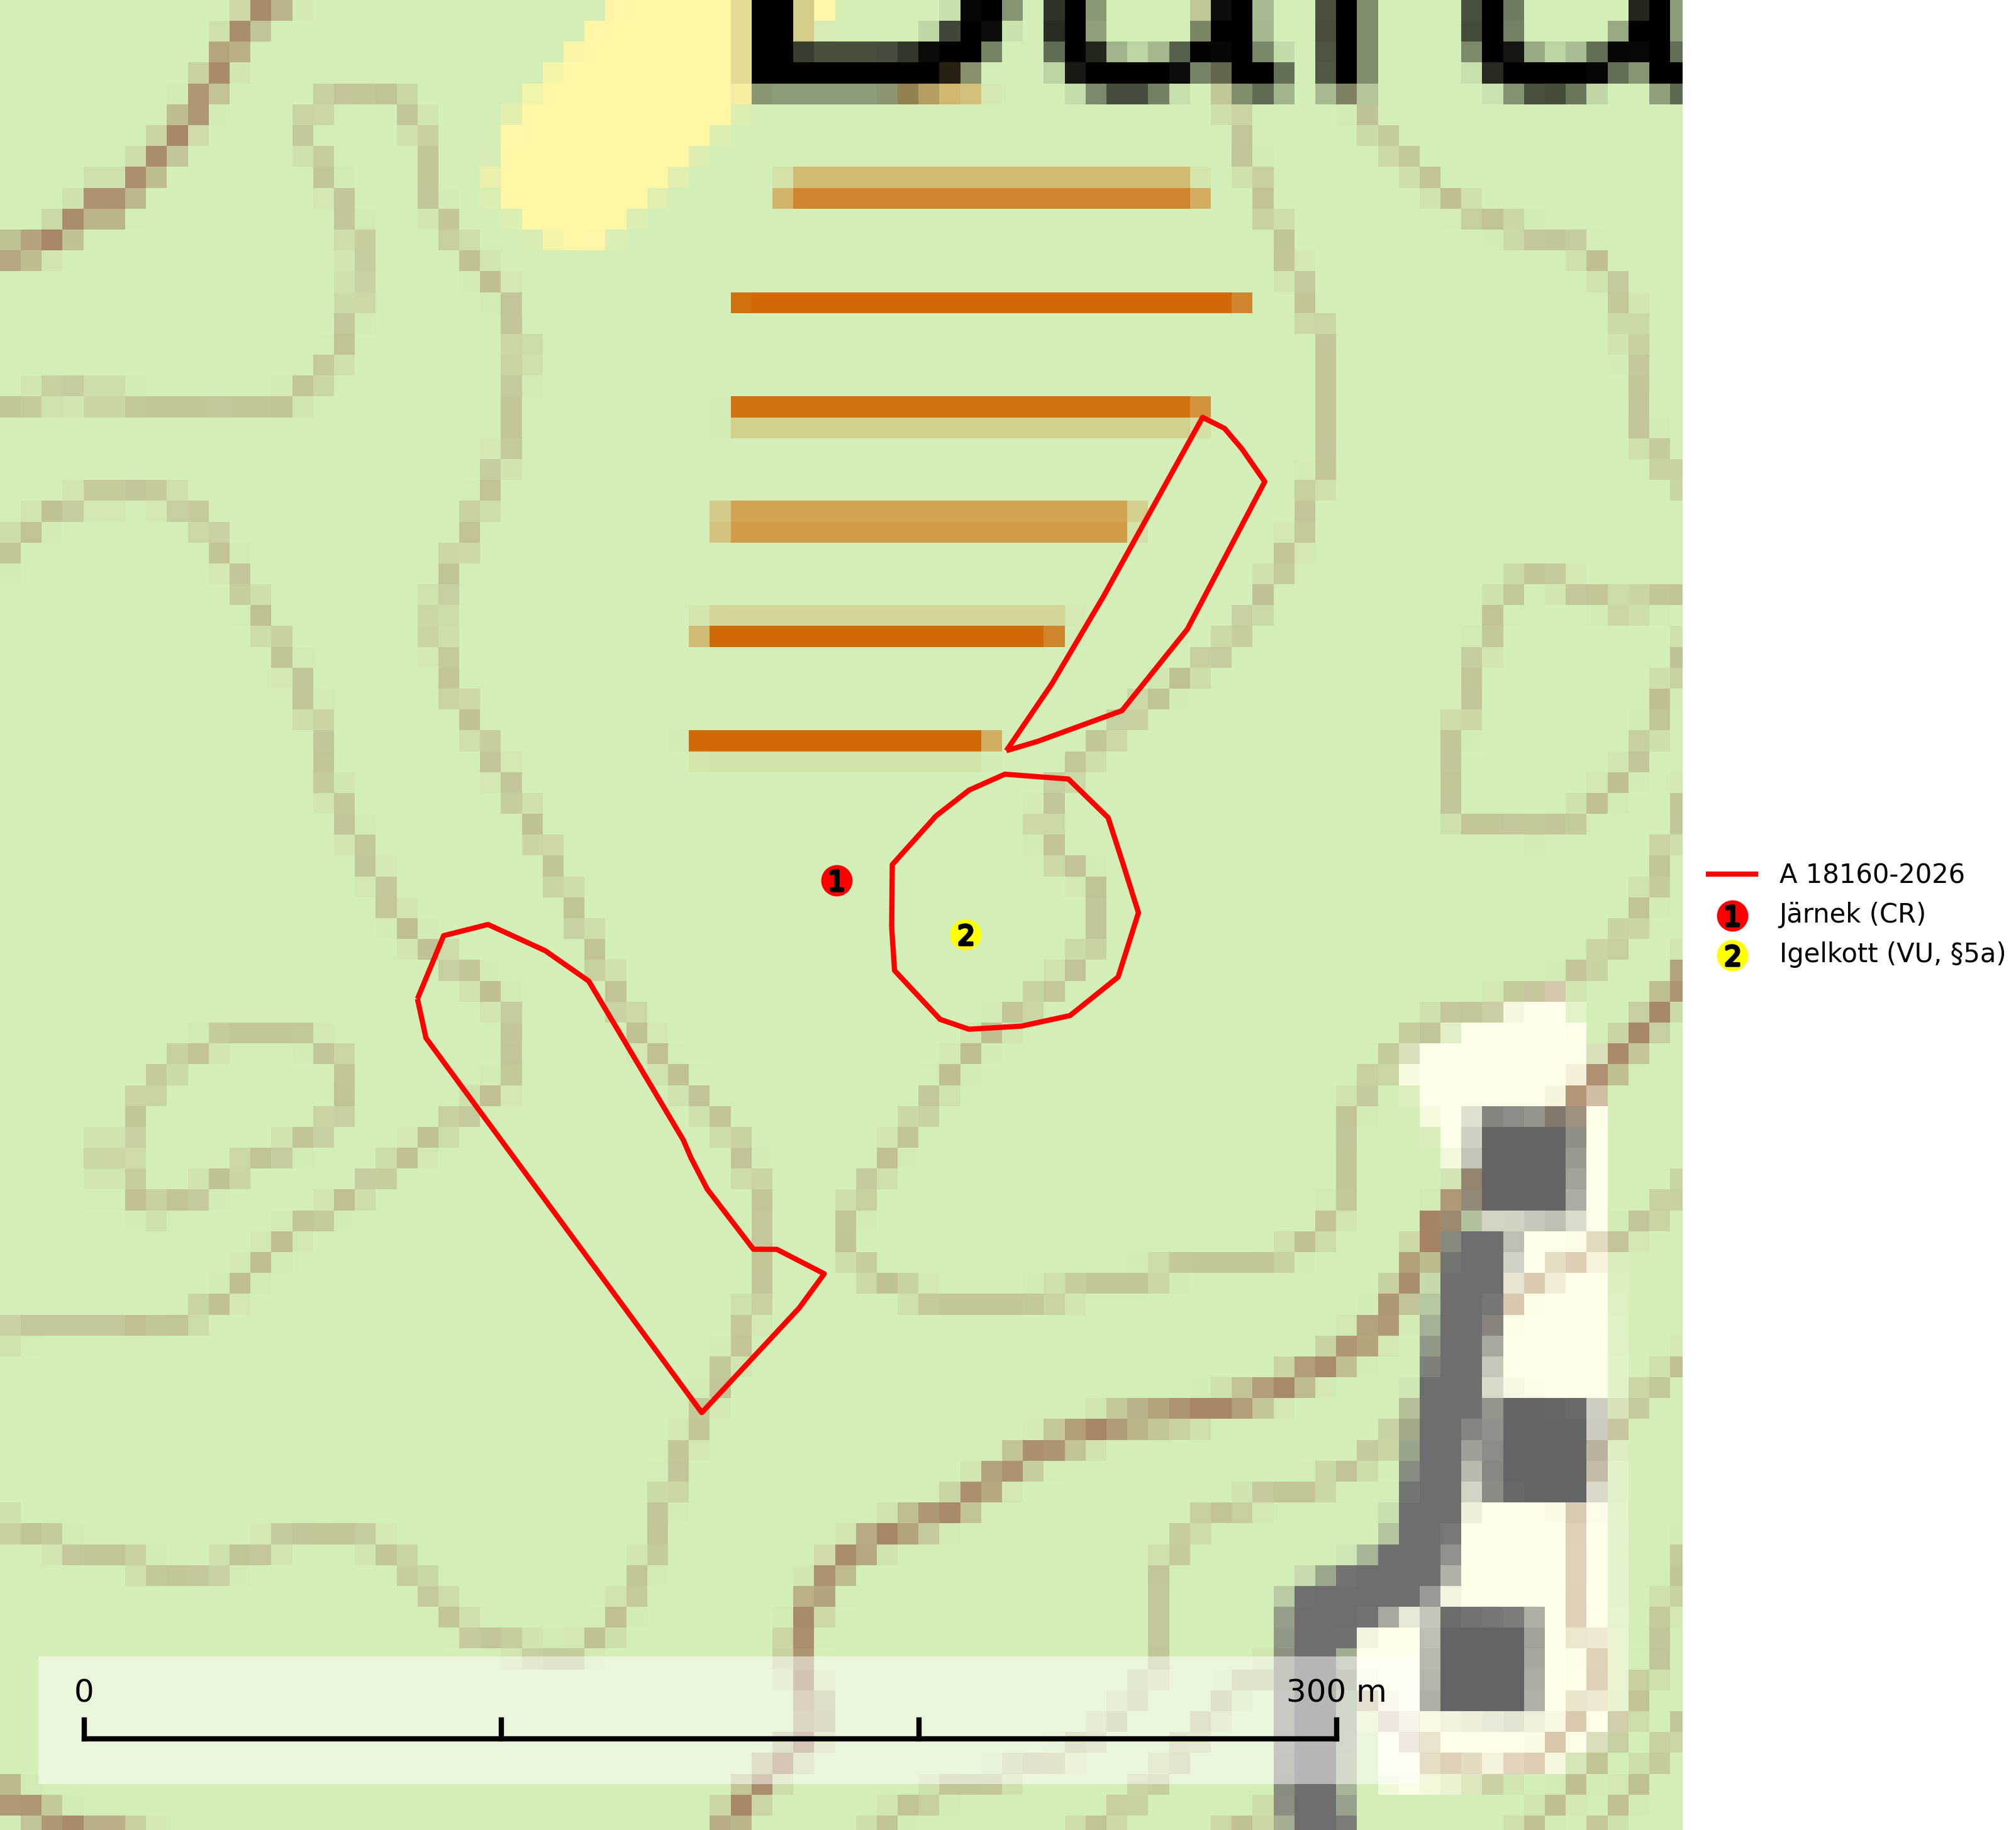 1
2
A 18160-2026
1 Järnek (CR)
2 Igelkott (VU, §5a)
0 300 m